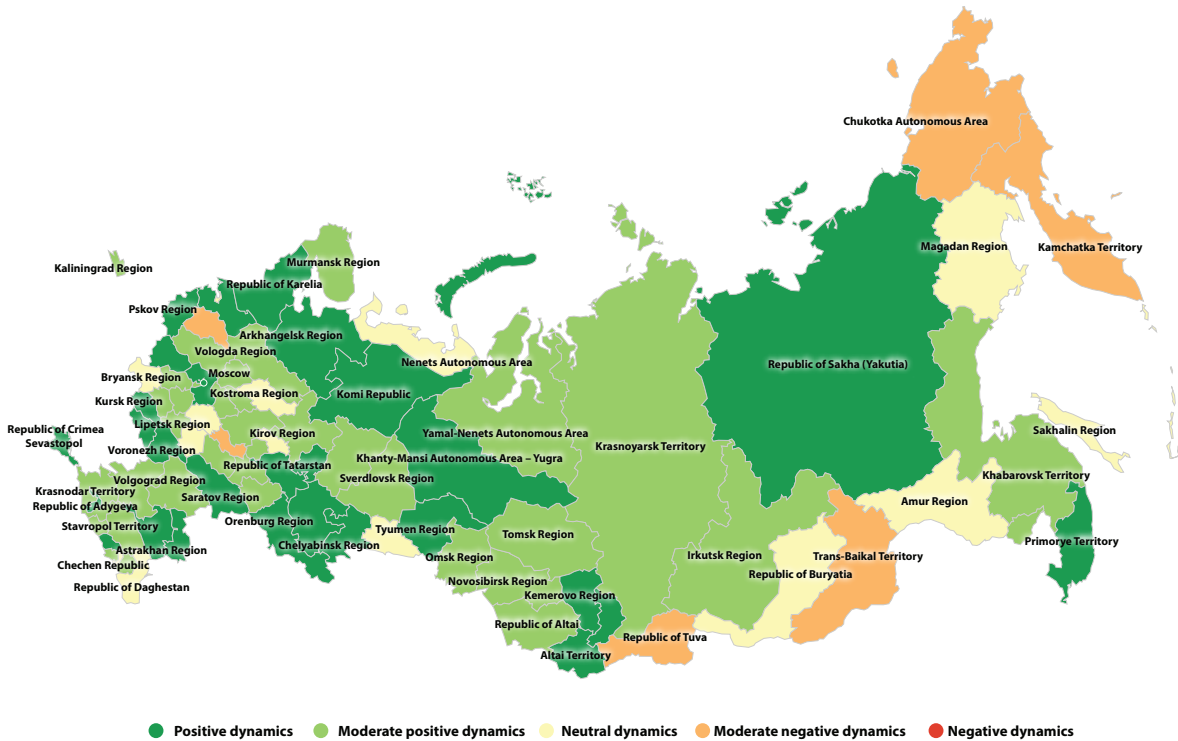 Chukotka Autonomous Area
Magadan Region
Kamchatka Territory
Kaliningrad Region
Murmansk Region
Republic of Karelia
Pskov Region
Arkhangelsk Region
Vologda Region
Nenets Autonomous Area
Republic of Sakha (Yakutia)
Bryansk Region
Moscow
Kostroma Region
Komi Republic
Kursk Region
Lipetsk Region
Republic of Crimea
Sevastopol
Kirov Region
Yamal-Nenets Autonomous Area
Krasnoyarsk Territory
Sakhalin Region
Voronezh Region
Khanty-Mansi Autonomous Area – Yugra
Republic of Tatarstan
Volgograd Region
Sverdlovsk Region
Khabarovsk Territory
Krasnodar Territory
Saratov Region
Republic of Adygeya
Amur Region
Orenburg Region
Stavropol Territory
Tyumen Region
Tomsk Region
Primorye Territory
Astrakhan Region
Chelyabinsk Region
Omsk Region
Irkutsk Region
Trans-Baikal Territory
Chechen Republic
Republic of Buryatia
Republic of Daghestan
Novosibirsk Region
Kemerovo Region
Republic of Altai
Republic of Tuva
Altai Territory
Positive dynamics
Moderate positive dynamics
Neutral dynamics
Moderate negative dynamics
Negative dynamics